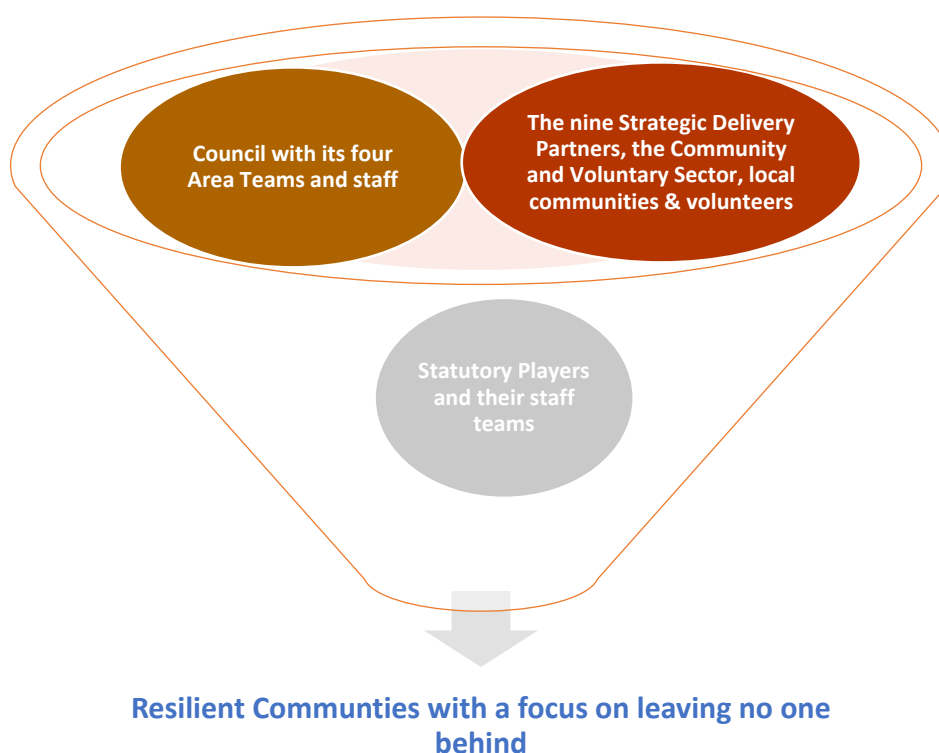 Council with its four
Area Teams and staff
The nine Strategic Delivery
Partners, the Community
and Voluntary Sector, local
communities & volunteers
Statutory Players
and their staff
teams
Resilient Communties with a focus on leaving no one
behind